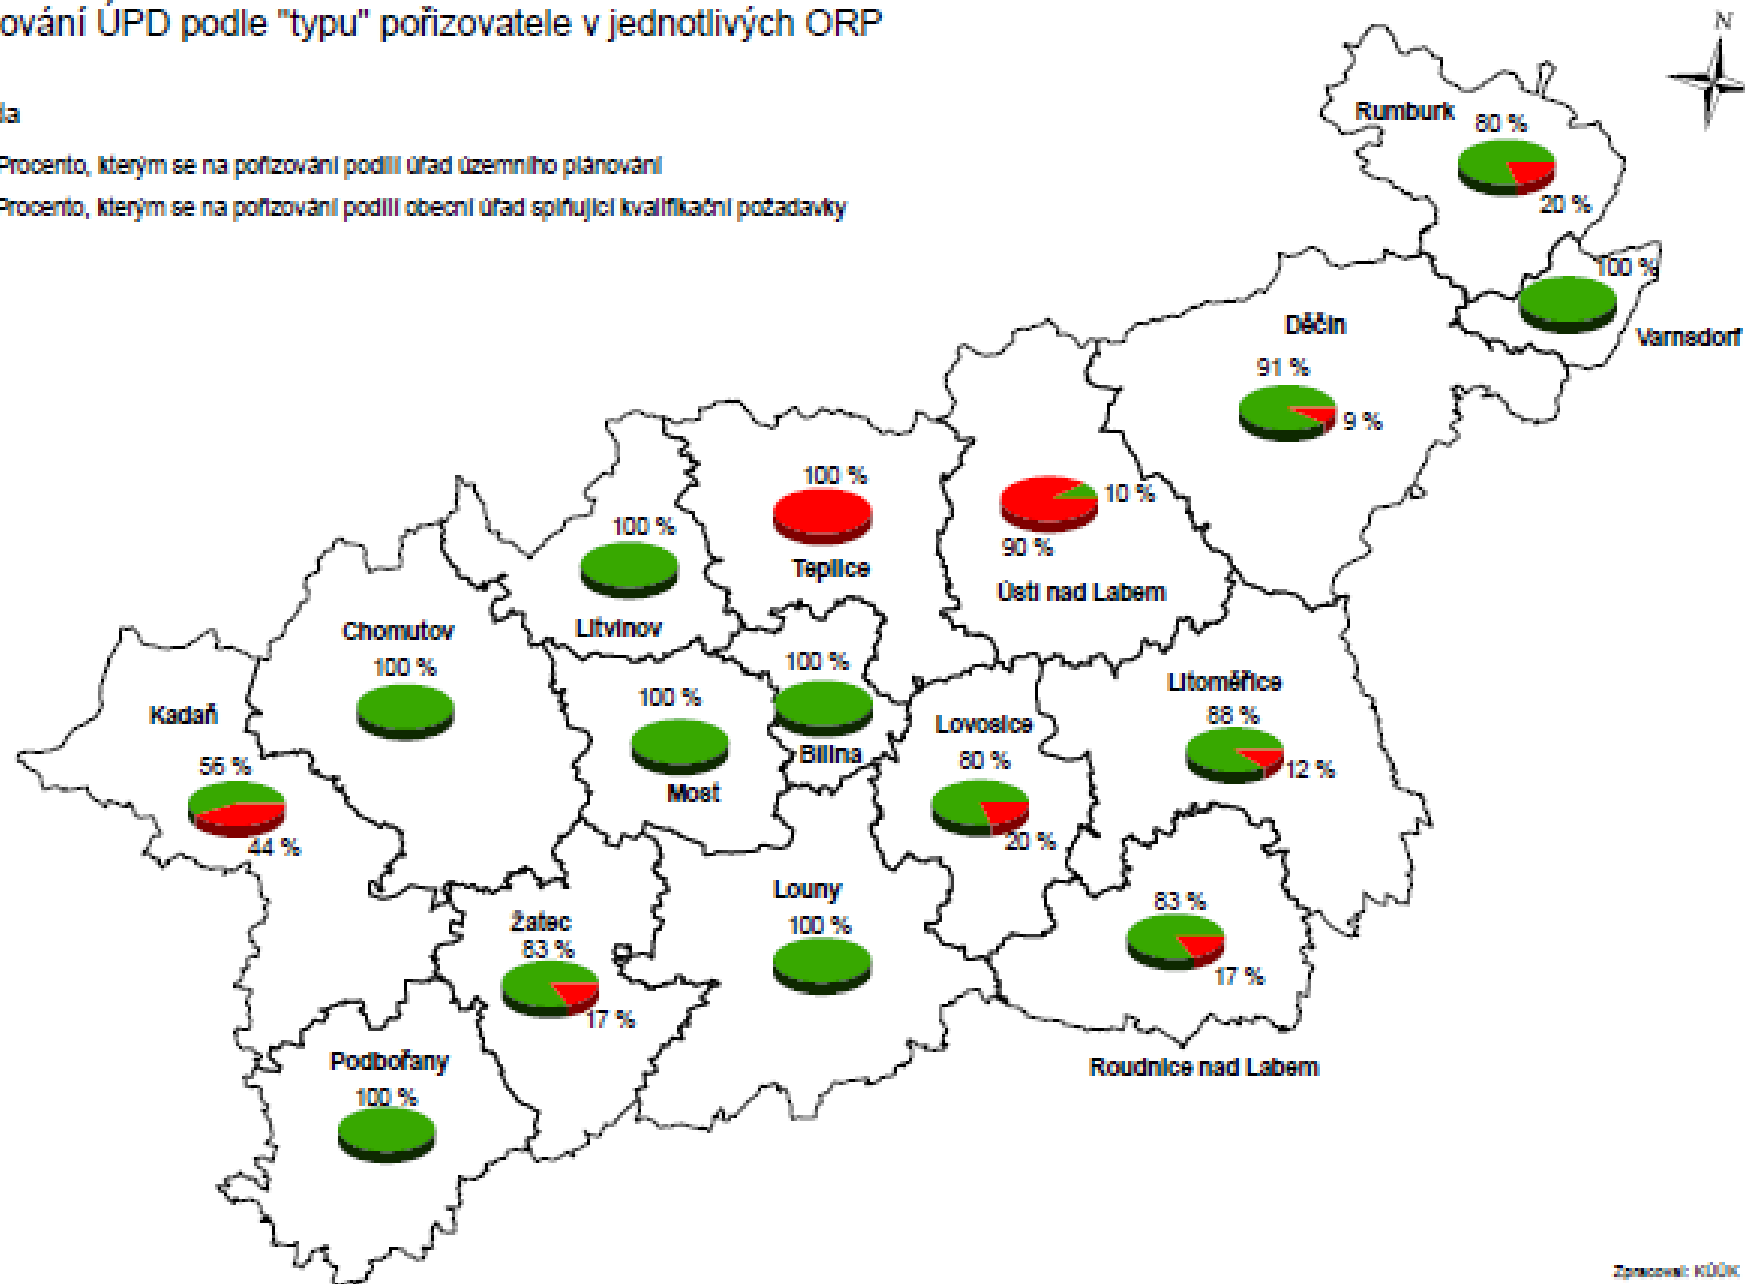 ování ÚPD podle "typu" pořizovatele v jednotlivých ORP
da
Procento, kterým se na pořizování podílí úřad územního plánování
Procento, kterým se na pořizování podílí obecní úřad splňující kvalifikační požadavky
N
Rumburk
80 %
20 %
100 %
Varnsdorf
Děčín
91 %
9 %
100 %
Teplice
10 %
90 %
Ústí nad Labem
100 %
Litvínov
Chomutov
100 %
Kadaň
56 %
44 %
100 %
Most
100 %
Bílina
Lovosice
80 %
20 %
Litoměřice
88 %
12 %
Louny
100 %
Žatec
83 %
17 %
83 %
17 %
Roudnice nad Labem
Podbořany
100 %
Zpracoval: KÚÚK